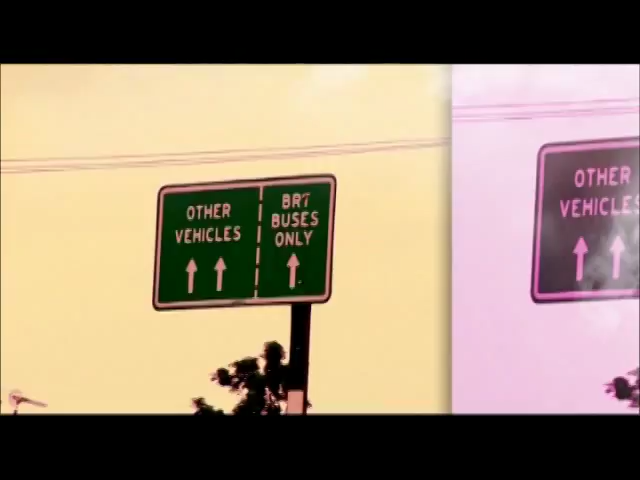 OTHER
VEHICLES
BRT
BUSES
ONLY
OTHER
VEHICLES